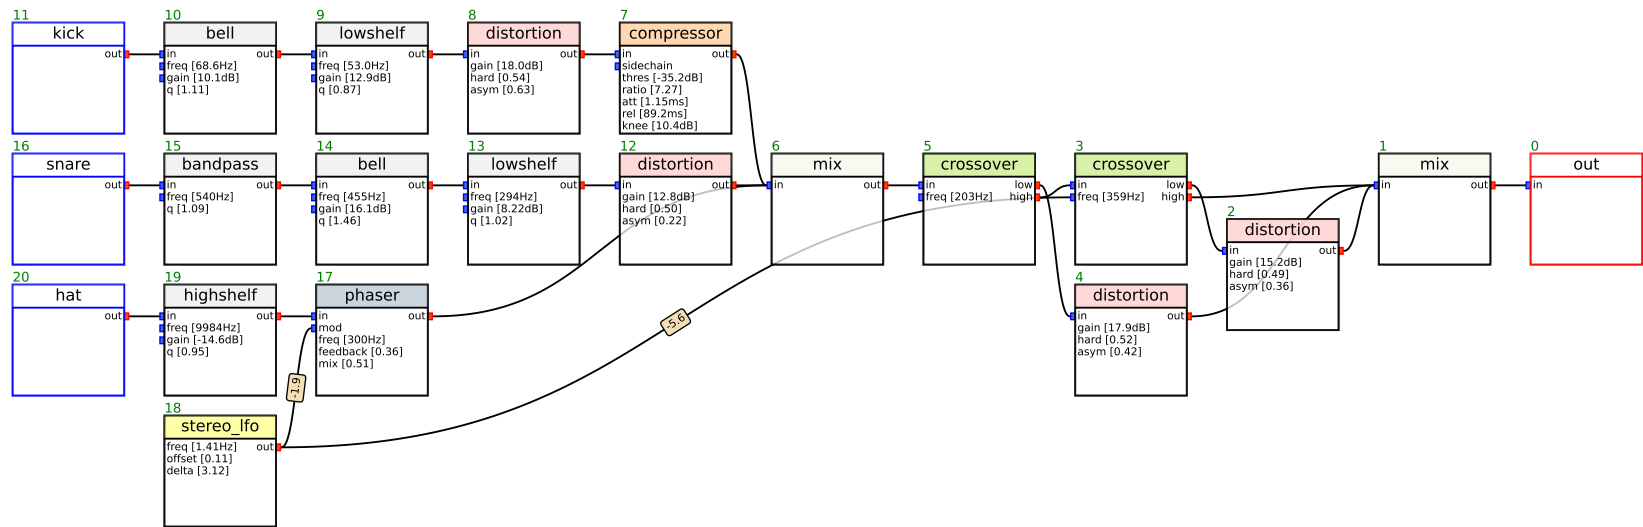 11
kick
out
10
bell
in out
freq [68.6Hz]
gain [10.1dB]
q [1.11]
9
lowshelf
in out
freq [53.0Hz]
gain [12.9dB]
q [0.87]
8
distortion
in out
gain [18.0dB]
hard [0.54]
asym [0.63]
7
compressor
in out
sidechain
thres [-35.2dB]
ratio [7.27]
att [1.15ms]
rel [89.2ms]
knee [10.4dB]
16
snare
out
15
bandpass
in out
freq [540Hz]
q [1.09]
14
bell
in out
freq [455Hz]
gain [16.1dB]
q [1.46]
13
lowshelf
in out
freq [294Hz]
gain [8.22dB]
q [1.02]
12
distortion
in out
gain [12.8dB]
hard [0.50]
asym [0.22]
6
mix
in out
5
crossover
in low
freq [203Hz] high
3
crossover
in low
freq [359Hz] high
2
distortion
in out
gain [15.2dB]
hard [0.49]
asym [0.36]
1
mix
in out
0
out
in
20
hat
out
19
highshelf
in out
freq [9984Hz]
gain [-14.6dB]
q [0.95]
17
phaser
in out
mod
freq [300Hz]
feedback [0.36]
mix [0.51]
-5.6
4
distortion
in out
gain [17.9dB]
hard [0.52]
asym [0.42]
-1.9
18
stereo_lfo
freq [1.41Hz] out
offset [0.11]
delta [3.12]